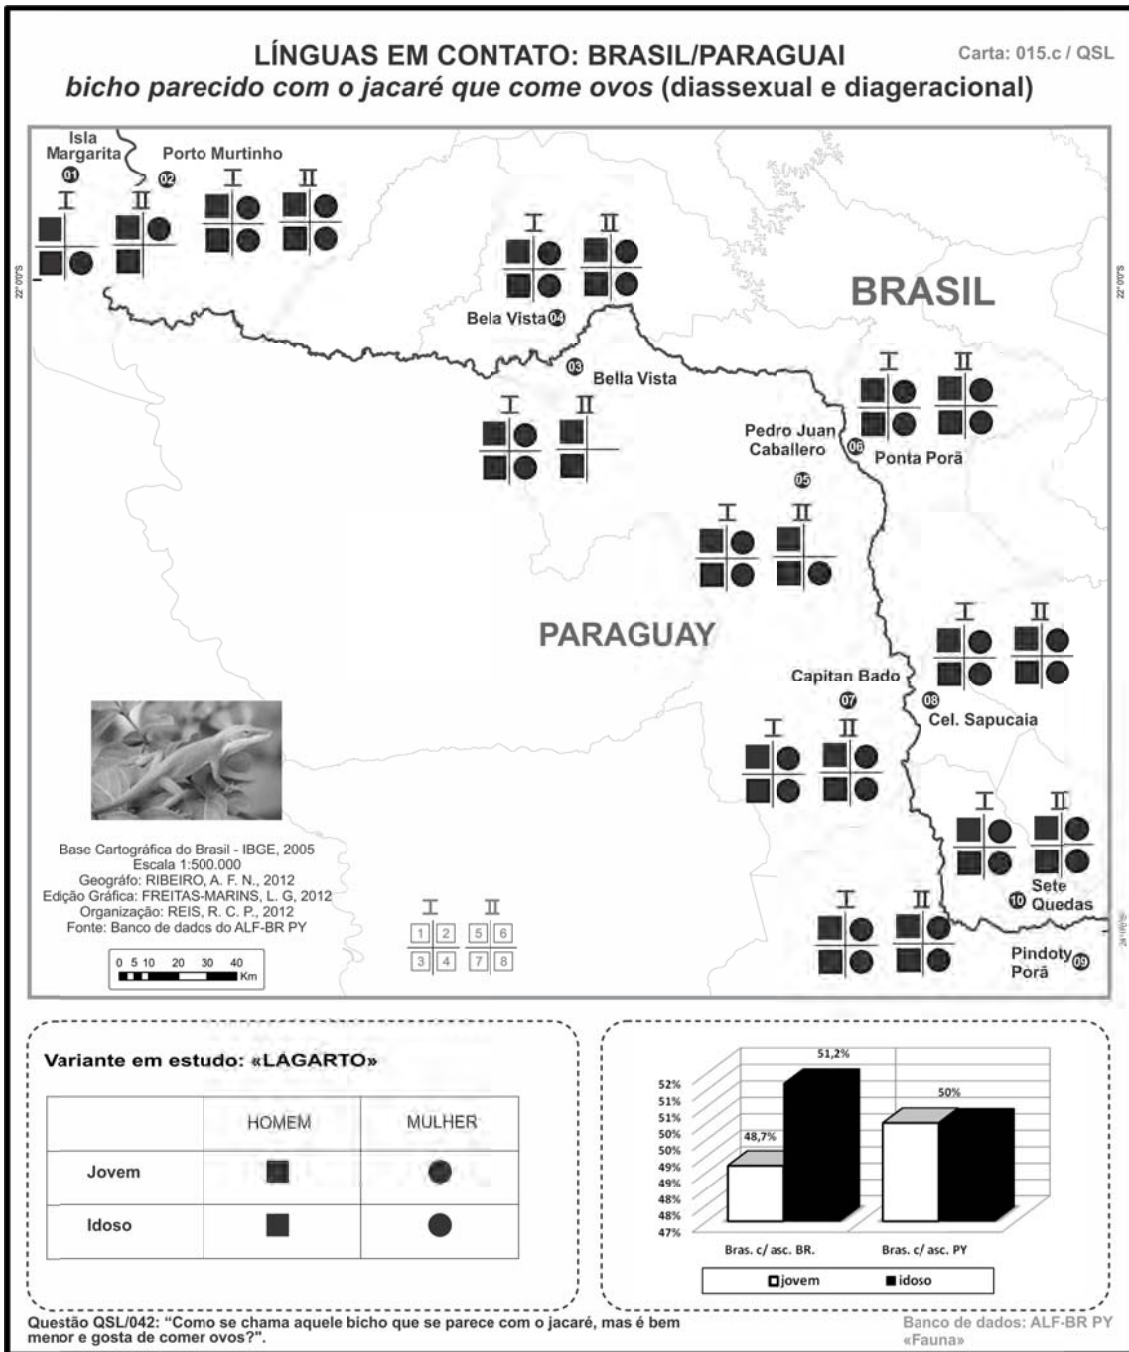 LÍNGUAS EM CONTATO: BRASIL/PARAGUAI
Carta: 015.c / QSL
bicho parecido com o jacaré que come ovos (diassexual e diageracional)
Isla
Margarita
01
Porto Murtinho
02
I II
I II
22°0'0"S
22°0'0"S
I II
Bela Vista 04
BRASIL
03
Bella Vista
I II
I II
Pedro Juan
Caballero
06
Ponta Porã
05
I II
PARAGUAY
I II
Capitan Bado
07
08
Cel. Sapucaia
I II
I II
10
Sete
Quedas
I II
Pindoty
Porã
09
Base Cartográfica do Brasil - IBGE, 2005
Escala 1:500.000
Geográfo: RIBEIRO, A. F. N., 2012
Edição Gráfica: FREITAS-MARINS, L. G, 2012
Organização: REIS, R. C. P., 2012
Fonte: Banco de dados do ALF-BR PY
0 5 10 20 30 40
Km
I II
1 2 5 6
3 4 7 8
Variante em estudo: «LAGARTO»
HOMEM MULHER
Jovem
Idoso
52%
51%
51%
50%
50%
49%
49%
48%
48%
47%
48,7%
51,2%
50%
Bras. c/ asc. BR. Bras. c/ asc. PY
jovem idoso
Questão QSL/042: “Como se chama aquele bicho que se parece com o jacaré, mas é bem
menor e gosta de comer ovos?".
Banco de dados: ALF-BR PY
«Fauna»